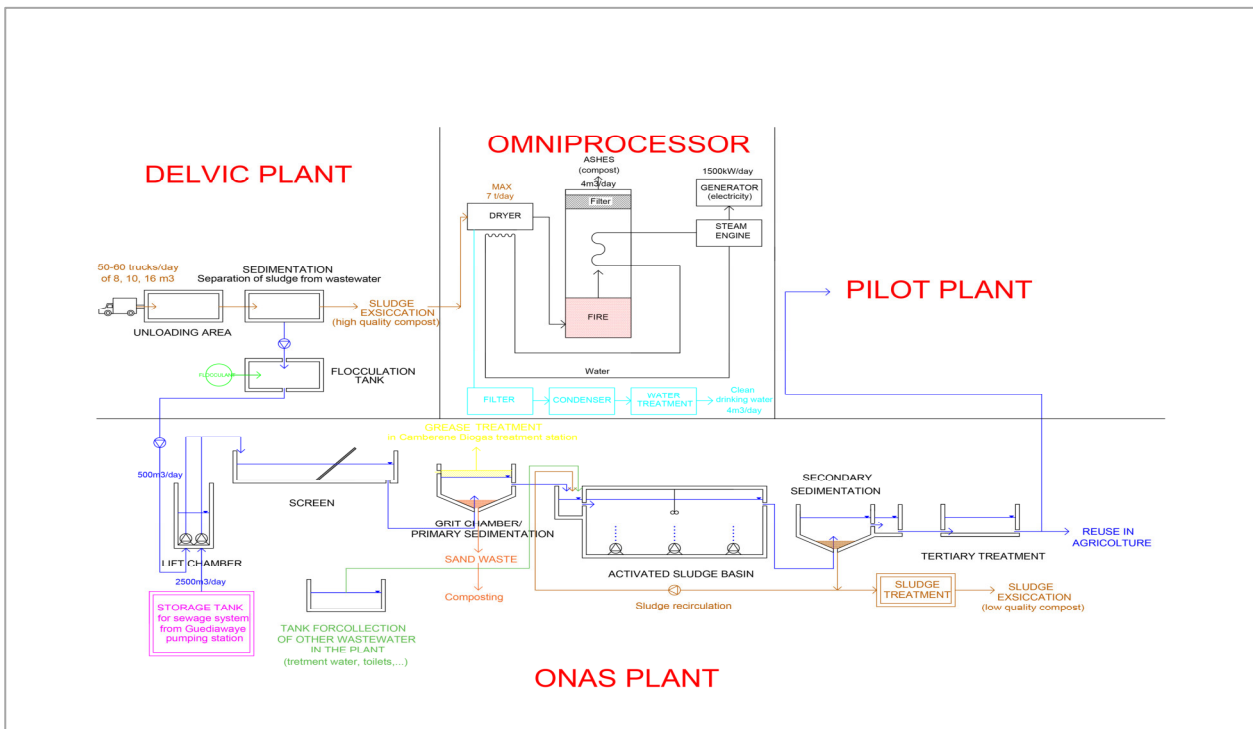 OMNIPROCESSOR
DELVIC PLANT
PILOT PLANT
ONAS PLANT
50-60 trucks/day
of 8, 10, 16 m3
UNLOADING AREA
SEDIMENTATION
Separation of sludge from wastewater
SLUDGE
EXSICCATION
(high quality compost)
FLOCCULATION
TANK
MAX
7 t/day
DRYER
ASHES
(compost)
4m3/day
Filter
FIRE
1500kW/day
GENERATOR
(electricity)
STEAM
ENGINE
Water
FILTER
CONDENSER
WATER
TREATMENT
Clean
drinking water
4m3/day
500m3/day
LIFT CHAMBER
2500m3/day
STORAGE TANK
for sewage system
from Guediawaye
pumping station
SCREEN
GREASE TREATMENT
in Camberene Biogas treatment station
GRIT CHAMBER/
PRIMARY SEDIMENTATION
SAND WASTE
Composting
TANK FORCOLLECTION
OF OTHER WASTEWATER
IN THE PLANT
(tretment water, toilets,...)
ACTIVATED SLUDGE BASIN
Sludge recirculation
SECONDARY
SEDIMENTATION
TERTIARY TREATMENT
REUSE IN
AGRICOLTURE
SLUDGE
TREATMENT
SLUDGE
EXSICCATION
(low quality compost)